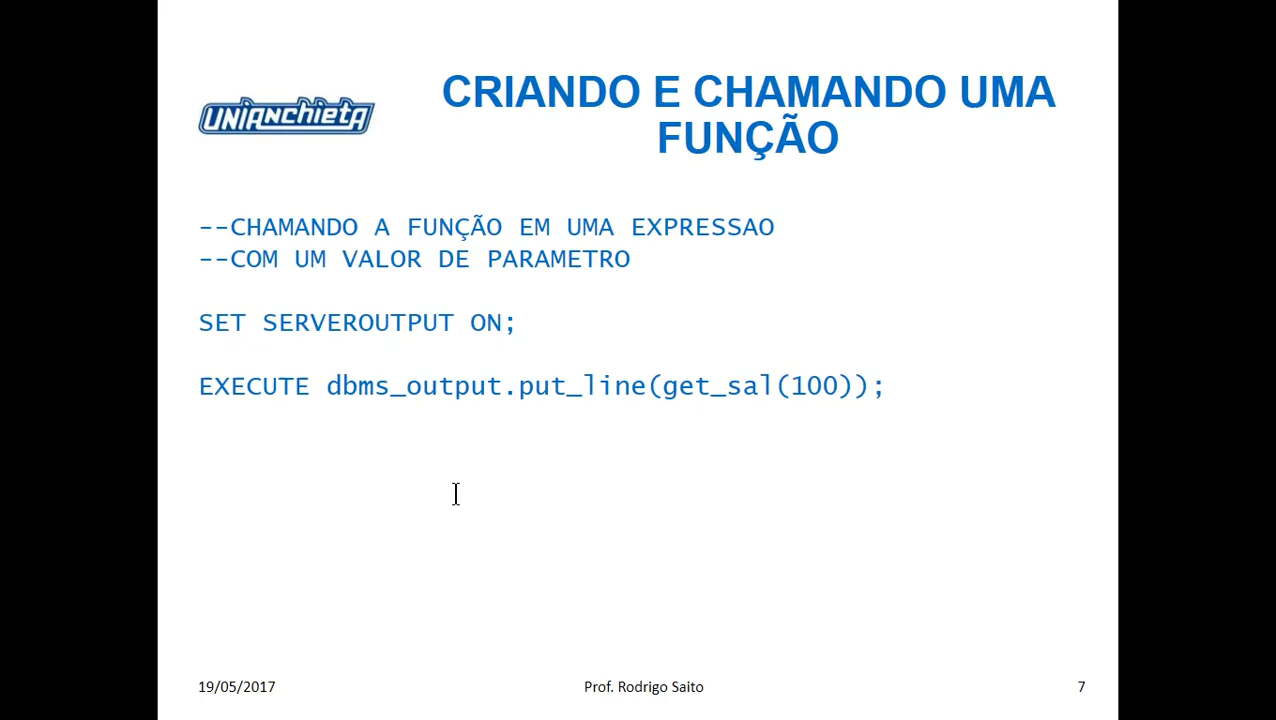 UNIANCHIETA
CRIANDO E CHAMANDO UMA
FUNÇÃO
--CHAMANDO A FUNÇÃO EM UMA EXPRESSAO
--COM UM VALOR DE PARAMETRO
SET SERVEROUTPUT ON;
EXECUTE dbms_output.put_line(get_sal(100));
19/05/2017
Prof. Rodrigo Saito
7